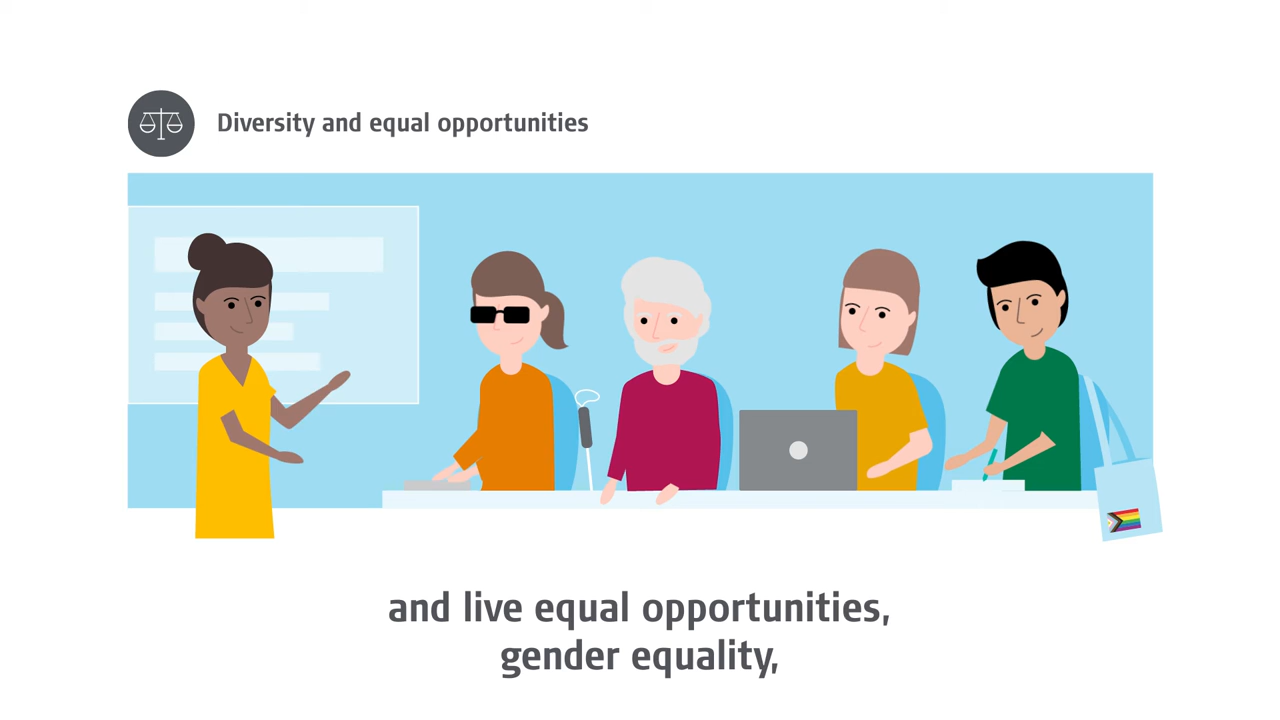 Diversity and equal opportunities
and live equal opportunities,
gender equality,